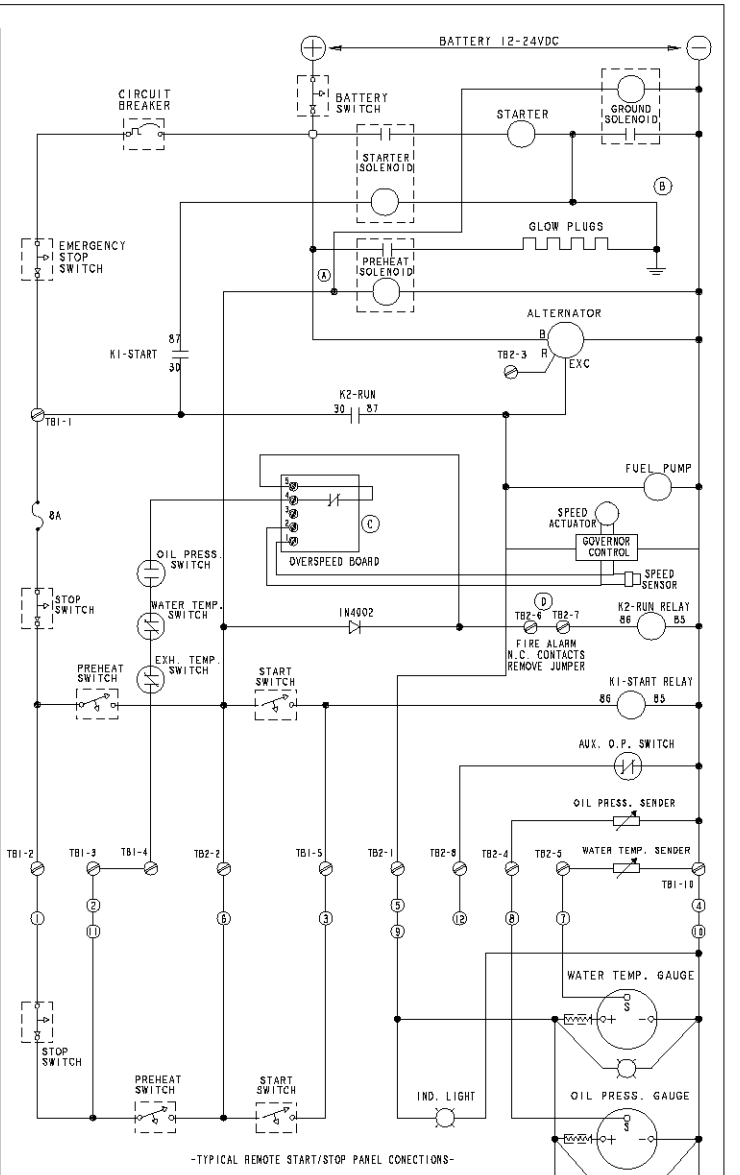 BATTERY 12-24VDC
+
-
CIRCUIT
BREAKER
BATTERY
SWITCH
STARTER
GROUND
SOLENOID
STARTER
SOLENOID
B
EMERGENCY
STOP
SWITCH
GLOW PLUGS
PREHEAT
SOLENOID
A
ALTERNATOR
B
R
EXC
TB2-3
87
K1-START
30
K2-RUN
30
87
TB1-1
FUEL PUMP
8A
5
4
3
2
1
C
OVERSPEED BOARD
SPEED
ACTUATOR
GOVERNOR
CONTROL
SPEED
SENSOR
OIL PRESS.
SWITCH
STOP
SWITCH
WATER TEMP.
SWITCH
1N4002
D
TB2-6
TB2-7
K2-RUN RELAY
86
85
FIRE ALARM
N.C. CONTACTS
REMOVE JUMPER
EXH. TEMP.
SWITCH
PREHEAT
SWITCH
START
SWITCH
K1-START RELAY
86
85
AUX. O.P. SWITCH
OIL PRESS. SENDER
TB1-2
TB1-3
TB1-4
TB2-2
TB1-5
TB2-1
TB2-8
TB2-4
TB2-5
WATER TEMP. SENDER
TB1-10
1
2
11
6
3
5
9
12
8
7
4
10
WATER TEMP. GAUGE
S
+
-
STOP
SWITCH
PREHEAT
SWITCH
START
SWITCH
IND. LIGHT
OIL PRESS. GAUGE
S
+
-
-TYPICAL REMOTE START/STOP PANEL CONECTIONS-